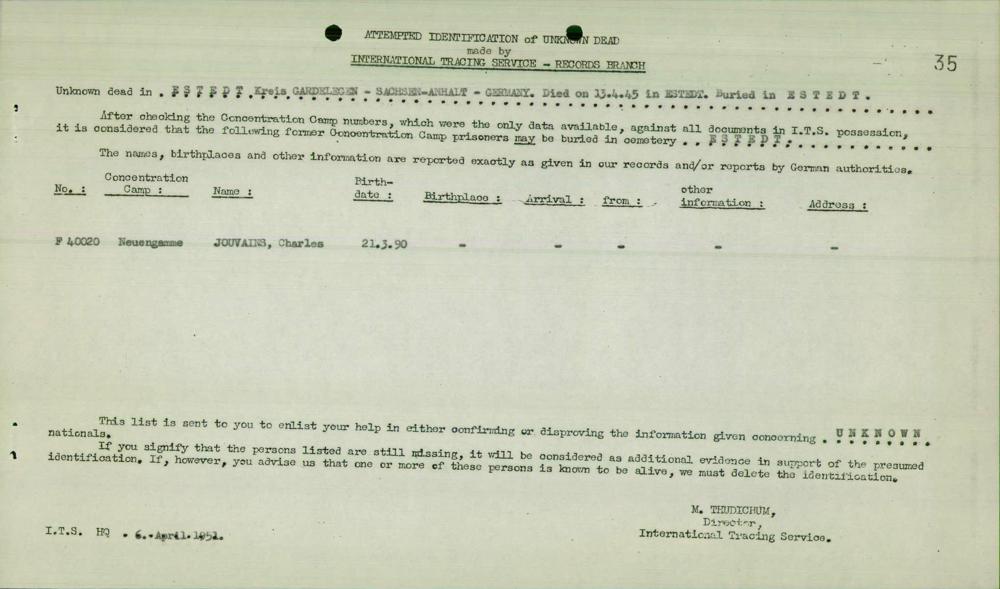 ATTEMPTED IDENTIFICATION of UNKNOWN DEAD
made by
INTERNATIONAL TRACING SERVICE - RECORDS BRANCH
35
Unknown dead in . E S T E D T . Kreis GARDELEGEN - SACHSEN-ANHALT - GERMANY. Died on 13.4.45 in ESTEDT. Buried in E S T E D T .
After checking the Concentration Camp numbers, which were the only data available, against all documents in I.T.S. possession,
it is considered that the following former Concentration Camp prisoners may be buried in cemetery . . E S T E D T .
The names, birthplaces and other information are reported exactly as given in our records and/or reports by German authorities.
No. : Concentration Camp : Name : Birth-date : Birthplace : Arrival : from : other information : Address :
F 40020 Neuengamme JOUVAINS, Charles 21.3.90 - - - - -
This list is sent to you to enlist your help in either confirming or disproving the information given concerning . U N K N O W N .
nationals.
If you signify that the persons listed are still missing, it will be considered as additional evidence in support of the presumed
identification. If, however, you advise us that one or more of these persons is known to be alive, we must delete the identification.
M. THUDICHUM,
Director,
International Tracing Service.
I.T.S. HQ . 6. April 1951.